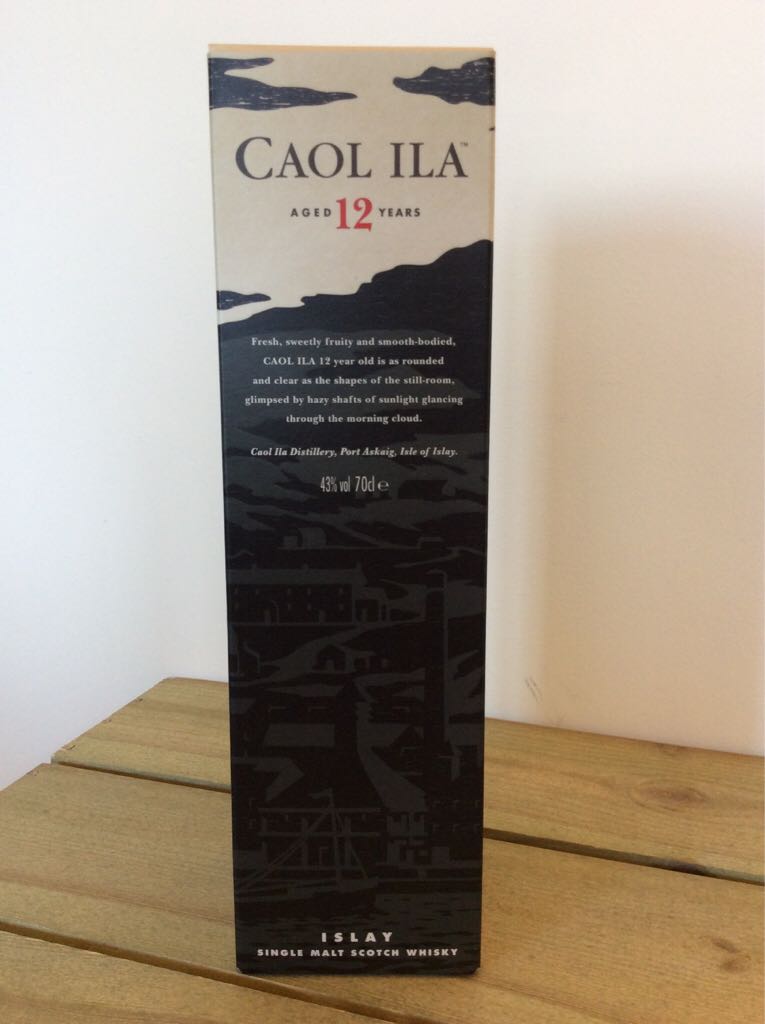 CAOL ILA™
AGED 12 YEARS
Fresh, sweetly fruity and smooth-bodied,
CAOL ILA 12 year old is as rounded
and clear as the shapes of the still-room,
glimpsed by hazy shafts of sunlight glancing
through the morning cloud.
Caol Ila Distillery, Port Askaig, Isle of Islay.
43% vol 70cl ℮
ISLAY
SINGLE MALT SCOTCH WHISKY